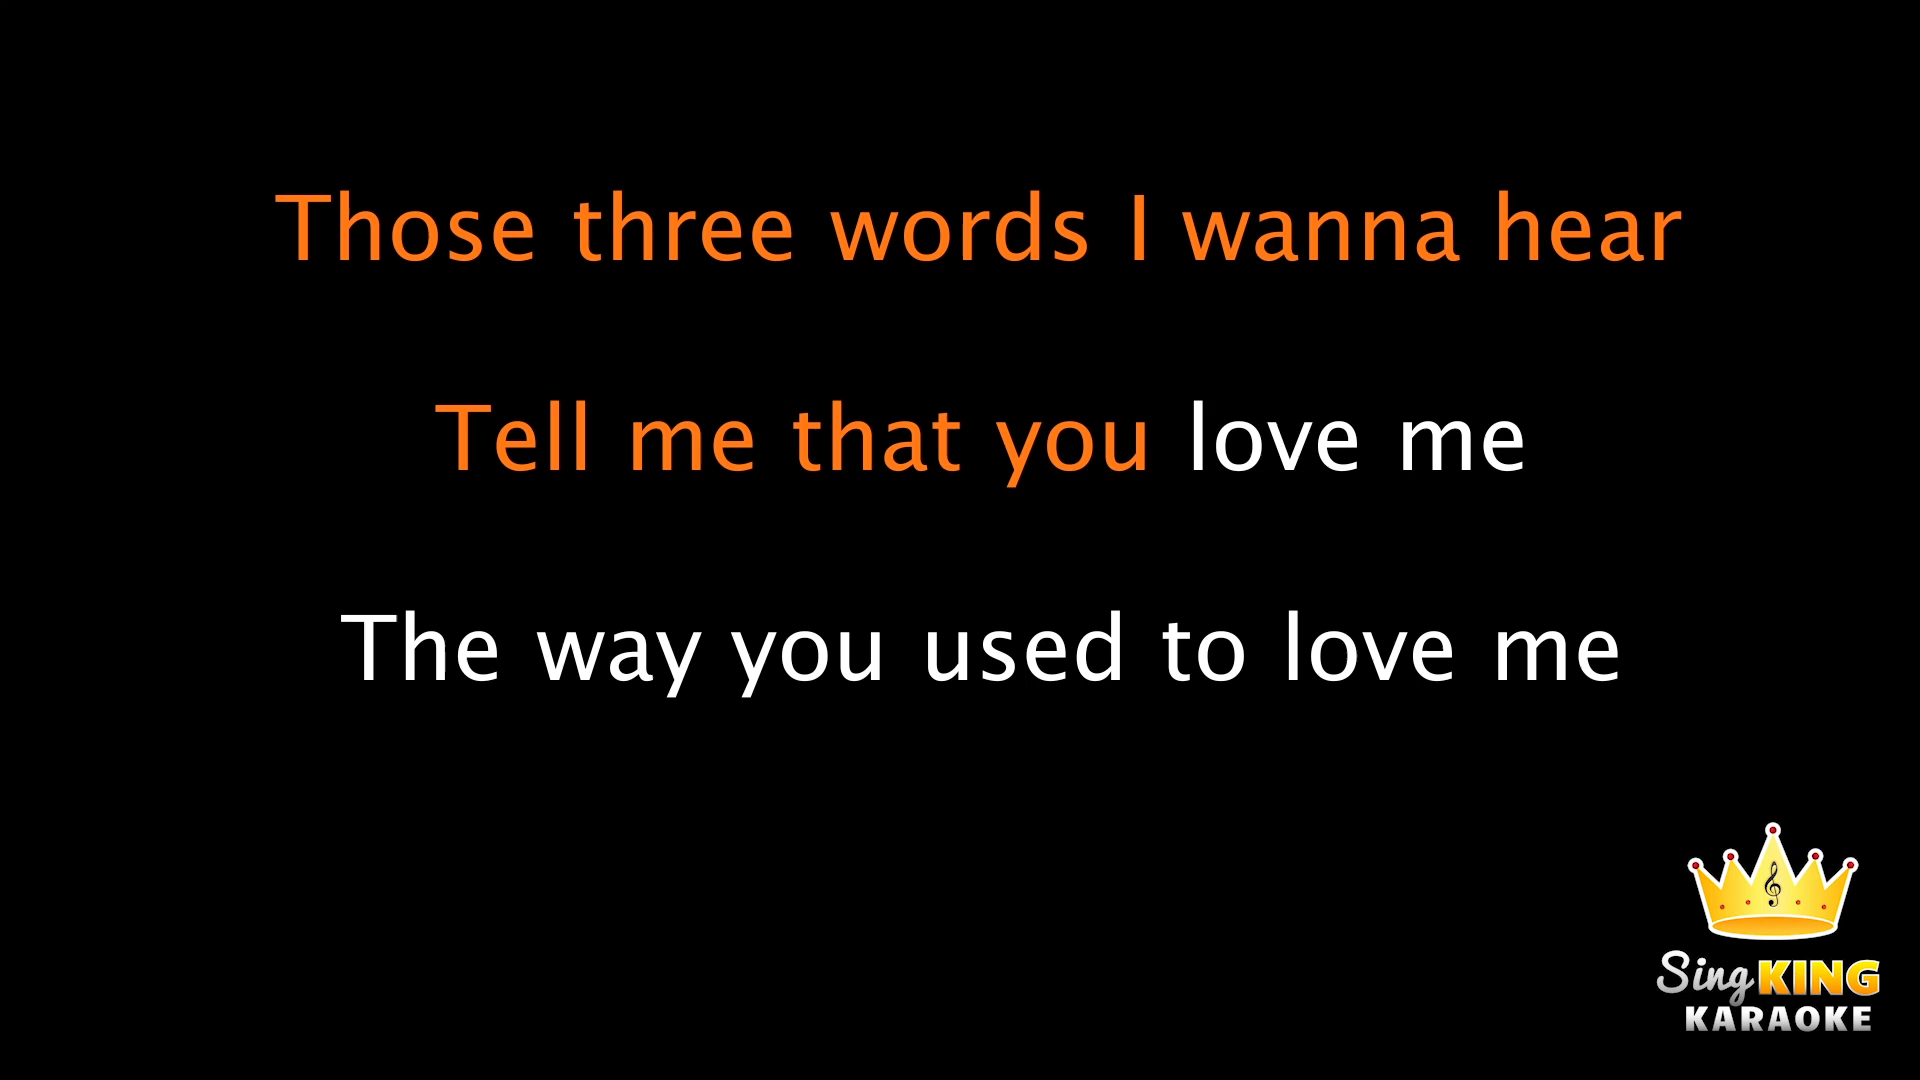 Those three words I wanna hear
Tell me that you love me
The way you used to love me
Sing KING
KARAOKE